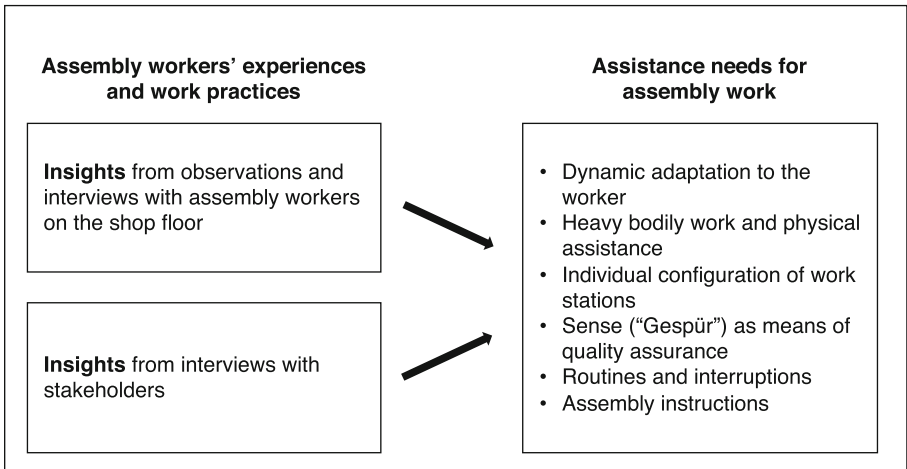 Assembly workers’ experiences
and work practices
Insights from observations and
interviews with assembly workers
on the shop floor
Insights from interviews with
stakeholders
Assistance needs for
assembly work
• Dynamic adaptation to the
worker
• Heavy bodily work and physical
assistance
• Individual configuration of work
stations
• Sense (“Gespür”) as means of
quality assurance
• Routines and interruptions
• Assembly instructions